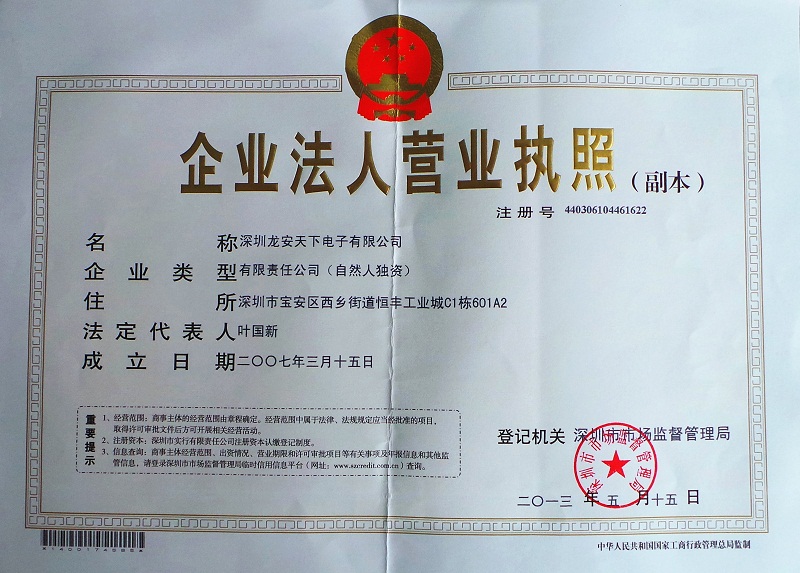 企业法人营业执照（副本）
注册号 440306104461622
名称 深圳龙安天下电子有限公司
企业类型 有限责任公司（自然人独资）
住所 深圳市宝安区西乡街道恒丰工业城C1栋601A2
法定代表人 叶国新
成立日期 二〇〇七年三月十五日
重要提示
1、经营范围：商事主体的经营范围由章程确定。经营范围中属于法律、法规规定应当经批准的项目，
取得许可审批文件后方可开展相关经营活动。
2、注册资本：深圳市实行有限责任公司注册资本认缴登记制度。
3、信息查询：商事主体经营范围、出资情况、营业期限和许可审批项目等有关事项及年报信息和其他监
管信息，请登录深圳市市场监督管理局临时信用信息平台（网址：www.szcredit.com.cn）查询。
登记机关 深圳市市场监督管理局
深圳市市场监督管理局
二〇一三 年 五 月 十五 日
中华人民共和国国家工商行政管理总局监制